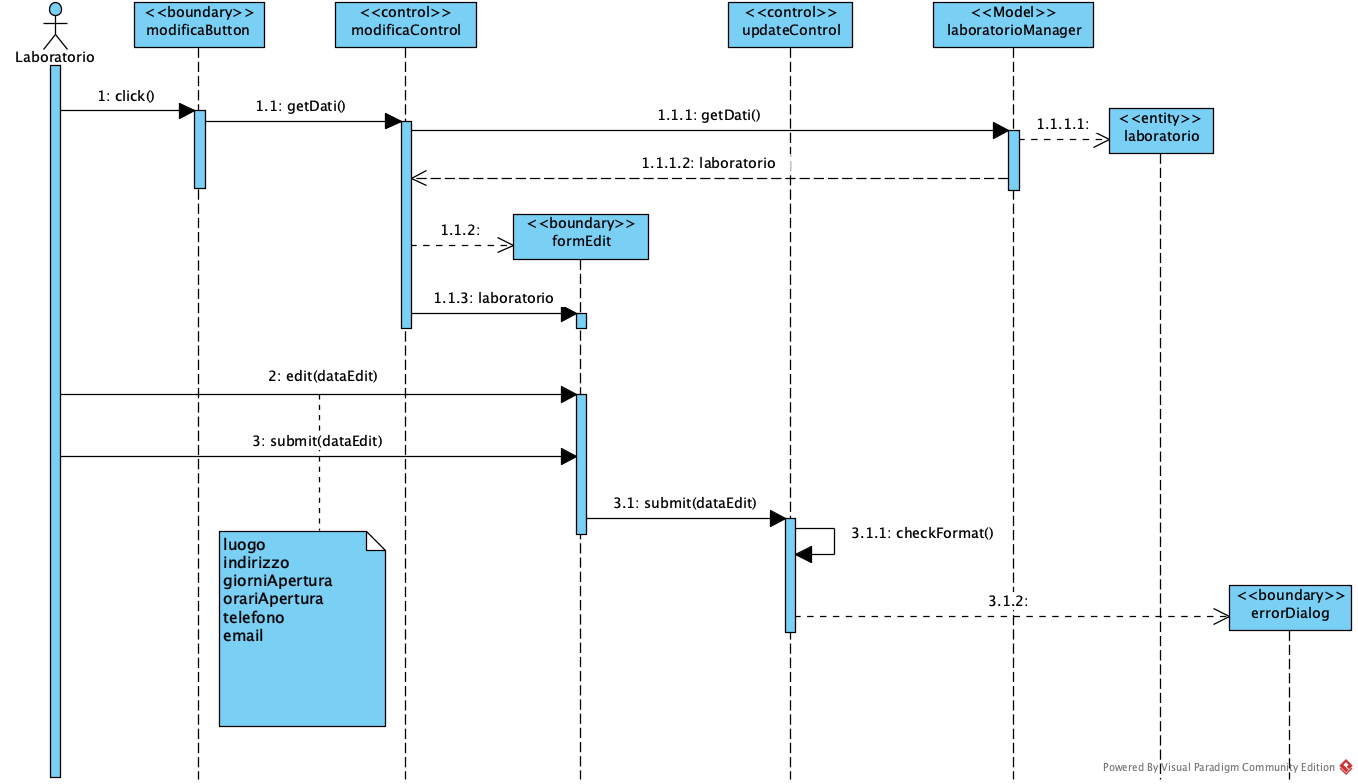 <<boundary>>
modificaButton
<<control>>
modificaControl
<<control>>
updateControl
<<Model>>
laboratorioManager
Laboratorio
1: click()
1.1: getDati()
1.1.1: getDati()
1.1.1.1:
<<entity>>
laboratorio
1.1.1.2: laboratorio
1.1.2:
<<boundary>>
formEdit
1.1.3: laboratorio
2: edit(dataEdit)
3: submit(dataEdit)
3.1: submit(dataEdit)
3.1.1: checkFormat()
luogo
indirizzo
giorniApertura
orariApertura
telefono
email
3.1.2:
<<boundary>>
errorDialog
Powered By Visual Paradigm Community Edition